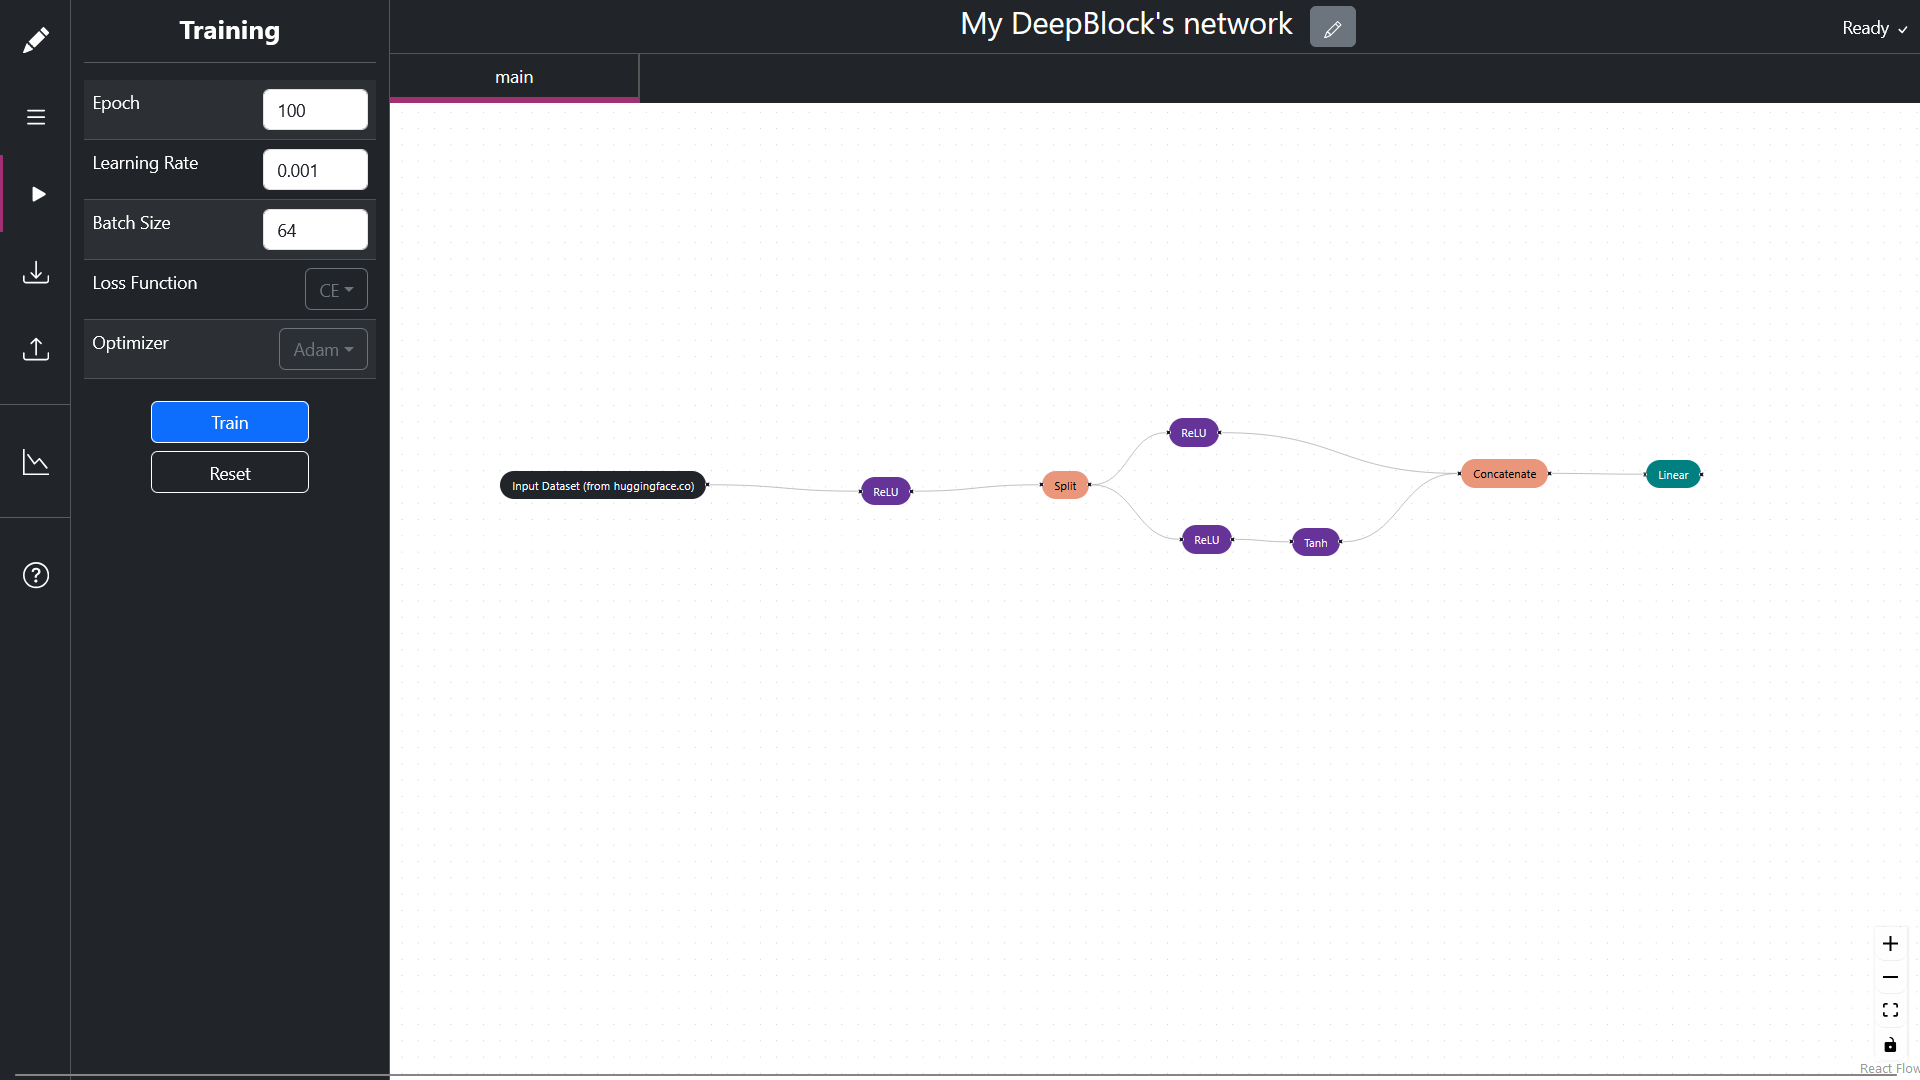 Training
Epoch
100
Learning Rate
0.001
Batch Size
64
Loss Function
CE
Optimizer
Adam
Train
Reset
My DeepBlock's network
Ready
main
Input Dataset (from huggingface.co)
ReLU
Split
ReLU
ReLU
Tanh
Concatenate
Linear
React Flow